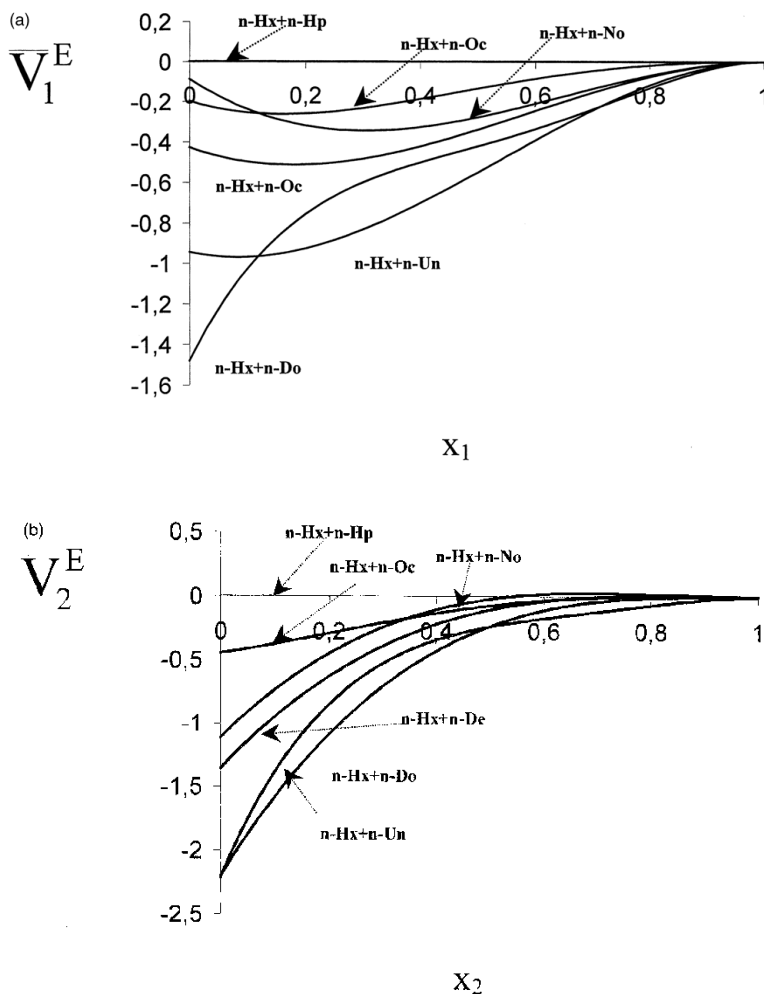 (a)
V̅₁ᴱ
0,2
n-Hx+n-Hp
n-Hx+n-Oc
n-Hx+n-No
0
0
0,2
0,4
0,6
0,8
1
-0,2
-0,4
-0,6
-0,8
-1
-1,2
-1,4
-1,6
n-Hx+n-Oc
n-Hx+n-Un
n-Hx+n-Do
x₁
(b)
V̅₂ᴱ
0,5
n-Hx+n-Hp
n-Hx+n-Oc
n-Hx+n-No
0
0
0,2
0,4
0,6
0,8
1
-0,5
-1
-1,5
-2
-2,5
n-Hx+n-De
n-Hx+n-Do
n-Hx+n-Un
x₂